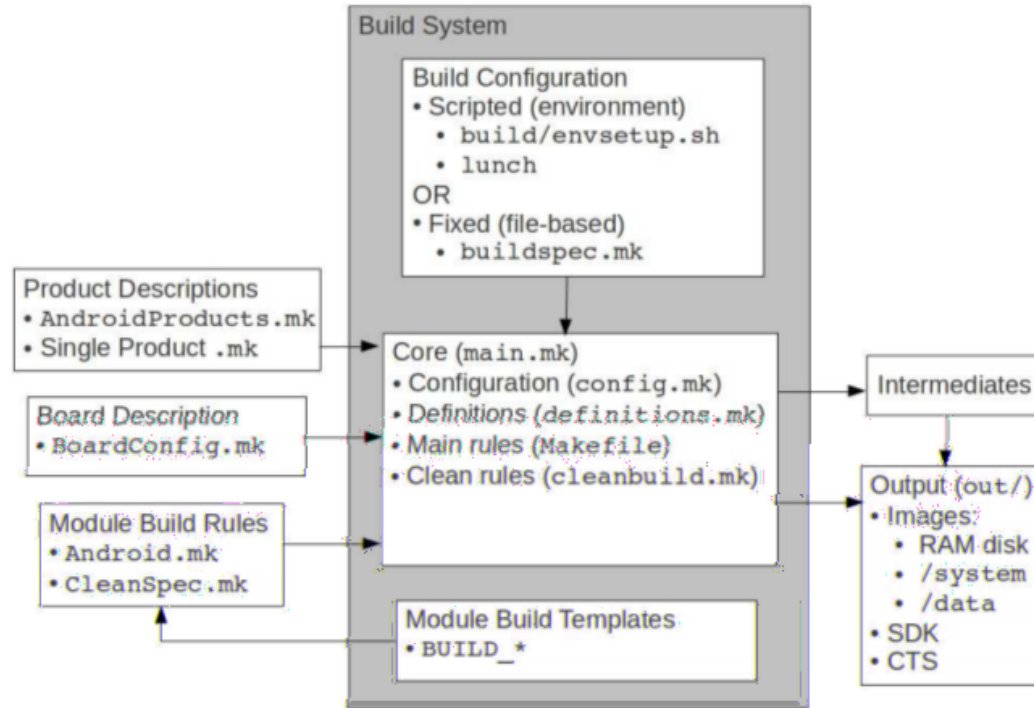 Build System
Build Configuration
• Scripted (environment)
• build/envsetup.sh
• lunch
OR
• Fixed (file-based)
• buildspec.mk
Product Descriptions
• AndroidProducts.mk
• Single Product .mk
Board Description
• BoardConfig.mk
Module Build Rules
• Android.mk
• CleanSpec.mk
Core (main.mk)
• Configuration (config.mk)
• Definitions (definitions.mk)
• Main rules (Makefile)
• Clean rules (cleanbuild.mk)
Module Build Templates
• BUILD_*
Intermediates
Output (out/)
• Images:
• RAM disk
• /system
• /data
• SDK
• CTS